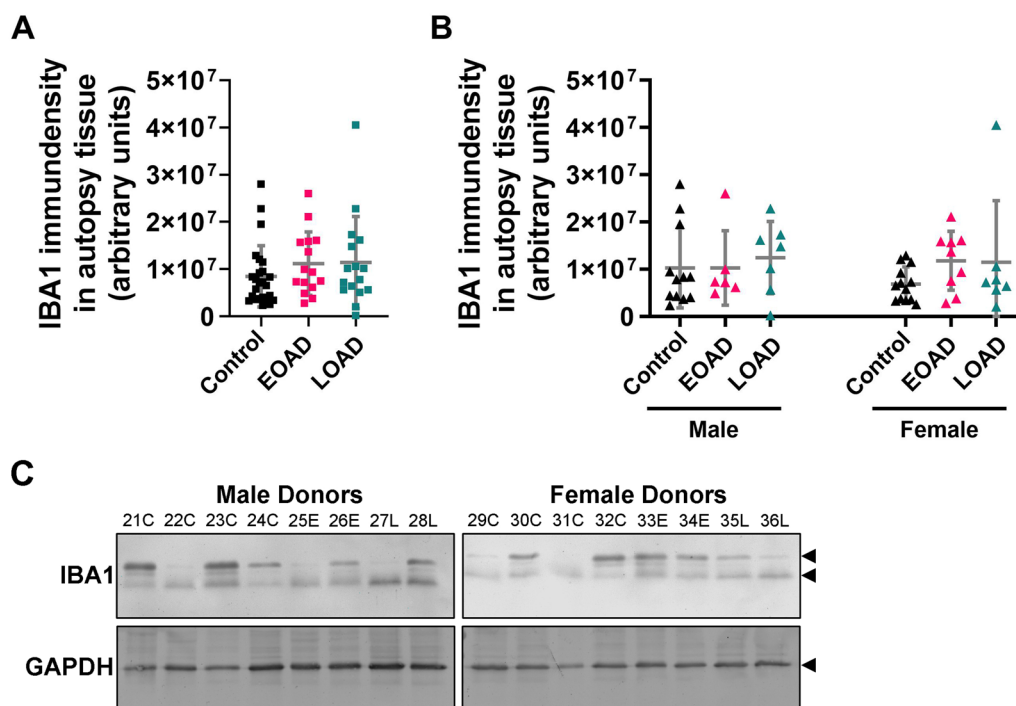 A
IBA1 immundensity
in autopsy tissue
(arbitrary units)
5×10⁷
4×10⁷
3×10⁷
2×10⁷
1×10⁷
0
Control
EOAD
LOAD
B
IBA1 immundensity
in autopsy tissue
(arbitrary units)
5×10⁷
4×10⁷
3×10⁷
2×10⁷
1×10⁷
0
Control
EOAD
LOAD
Control
EOAD
LOAD
Male
Female
C
Male Donors
Female Donors
21C 22C 23C 24C 25E 26E 27L 28L
29C 30C 31C 32C 33E 34E 35L 36L
IBA1
GAPDH